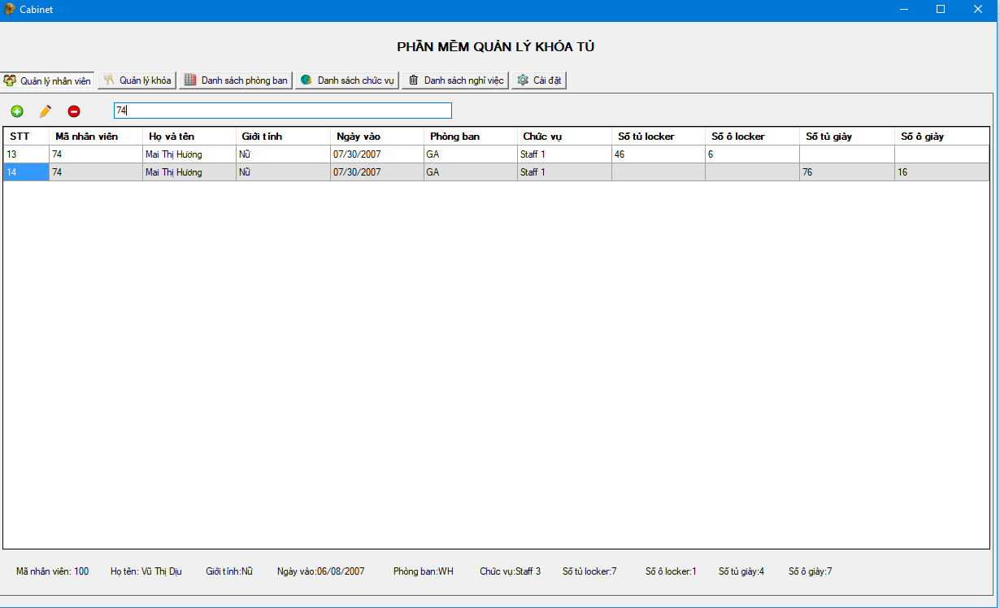 Cabinet
PHẦN MỀM QUẢN LÝ KHÓA TỦ
Quản lý nhân viên Quản lý khóa Danh sách phòng ban Danh sách chức vụ Danh sách nghỉ việc Cài đặt
74
STT Mã nhân viên Họ và tên Giới tính Ngày vào Phòng ban Chức vụ Số tủ locker Số ô locker Số tủ giày Số ô giày
13 74 Mai Thị Hương Nữ 07/30/2007 GA Staff 1 46 6
14 74 Mai Thị Hương Nữ 07/30/2007 GA Staff 1 76 16
Mã nhân viên: 100 Họ tên: Vũ Thị Dịu Giới tính:Nữ Ngày vào:06/08/2007 Phòng ban:WH Chức vụ:Staff 3 Số tủ locker:7 Số ô locker:1 Số tủ giày:4 Số ô giày:7